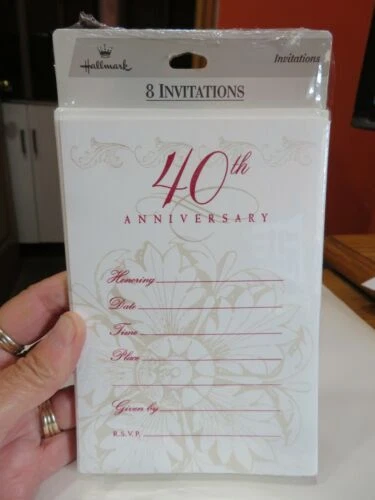 Hallmark
Invitations
8 INVITATIONS
40th
ANNIVERSARY
Honoring
Date
Time
Place
Given by
R.S.V.P.